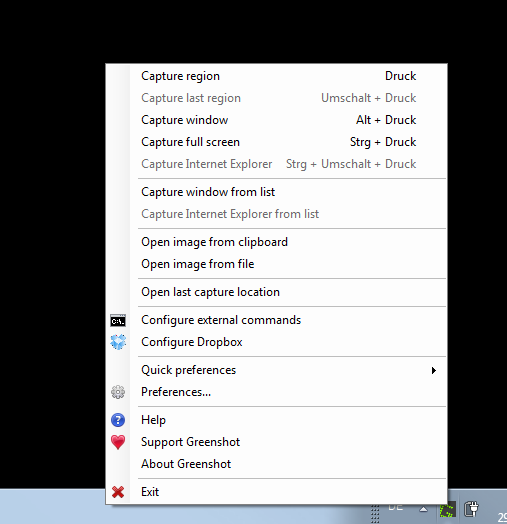 Capture region Druck
Capture last region Umschalt + Druck
Capture window Alt + Druck
Capture full screen Strg + Druck
Capture Internet Explorer Strg + Umschalt + Druck
Capture window from list
Capture Internet Explorer from list
Open image from clipboard
Open image from file
Open last capture location
C:\.
Configure external commands
Configure Dropbox
Quick preferences
Preferences...
?
Help
Support Greenshot
About Greenshot
Exit
DE